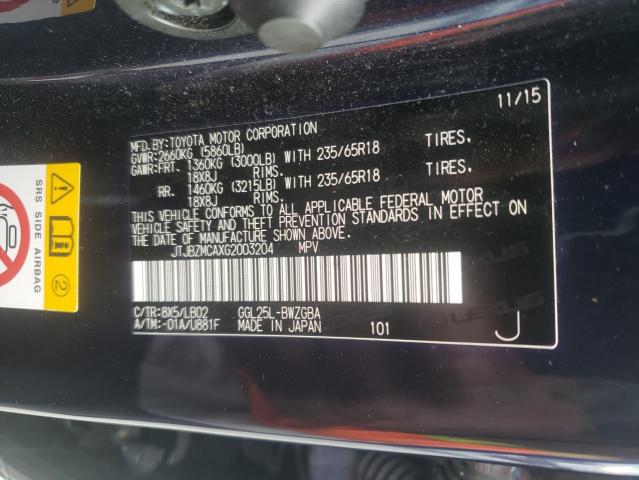 11/15
MFD.BY:TOYOTA MOTOR CORPORATION
GVWR:2660KG (5860LB)
GAWR:FRT. 1360KG (3000LB) WITH 235/65R18 TIRES,
18X8J RIMS.
RR. 1460KG (3215LB) WITH 235/65R18 TIRES,
18X8J RIMS.
THIS VEHICLE CONFORMS TO ALL APPLICABLE FEDERAL MOTOR
VEHICLE SAFETY AND THEFT PREVENTION STANDARDS IN EFFECT ON
THE DATE OF MANUFACTURE SHOWN ABOVE.
JTJBZMCAXG2003204 MPV
C/TR:8X5/LB02 GGL25L-BWZGBA
A/TM:-01A/U881F MADE IN JAPAN 101 J
SRS SIDE AIRBAG
2
LEXUS